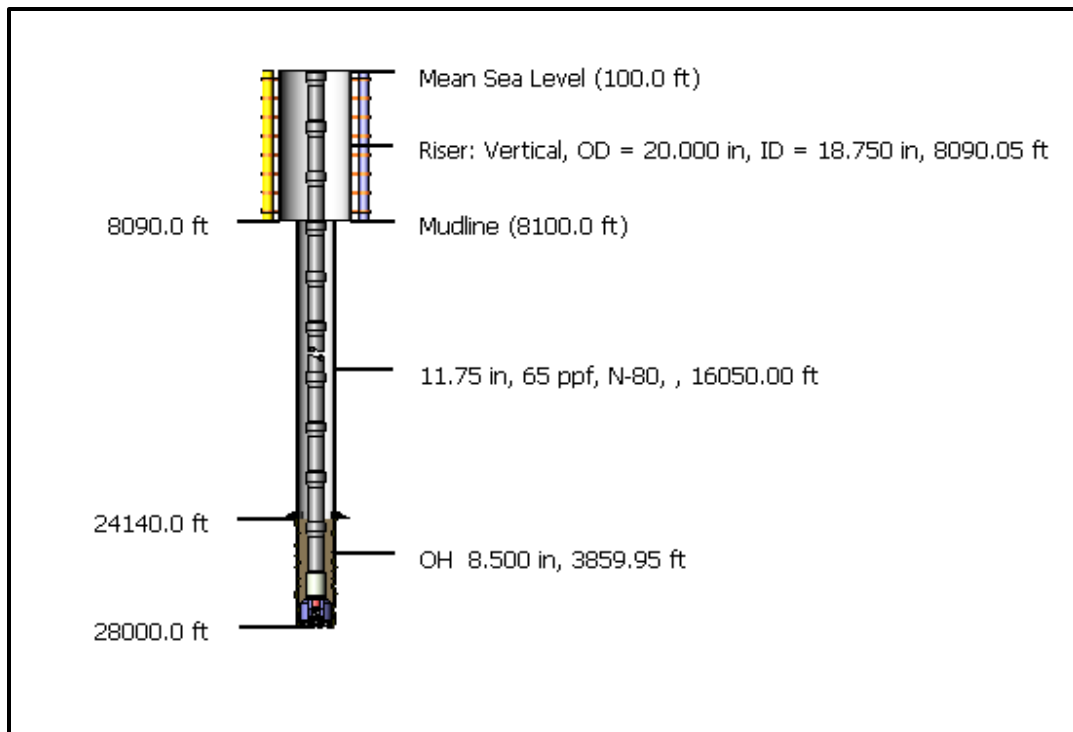 Mean Sea Level (100.0 ft)
Riser: Vertical, OD = 20.000 in, ID = 18.750 in, 8090.05 ft
8090.0 ft
Mudline (8100.0 ft)
11.75 in, 65 ppf, N-80, , 16050.00 ft
24140.0 ft
OH  8.500 in, 3859.95 ft
28000.0 ft